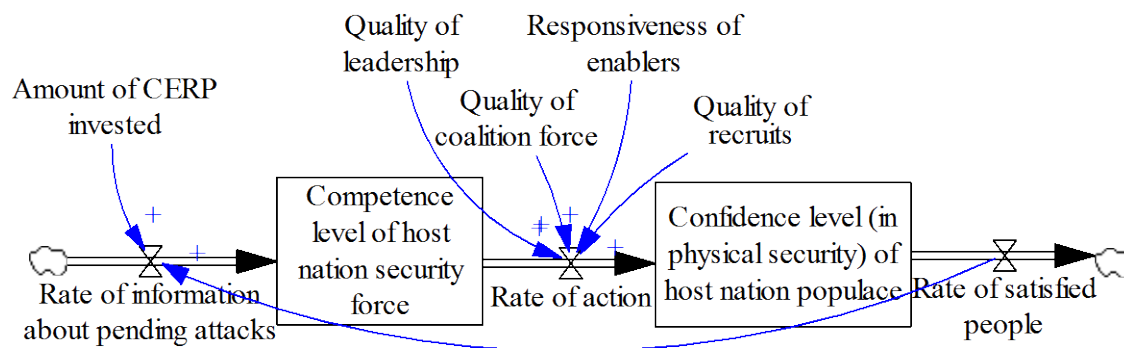 Quality of
leadership
Responsiveness of
enablers
Amount of CERP
invested
Quality of
coalition force
Quality of
recruits
+
+
Competence
level of host
nation security
force
+
+
+
+
Confidence level (in
physical security) of
host nation populace
Rate of information
about pending attacks
Rate of action
Rate of satisfied
people